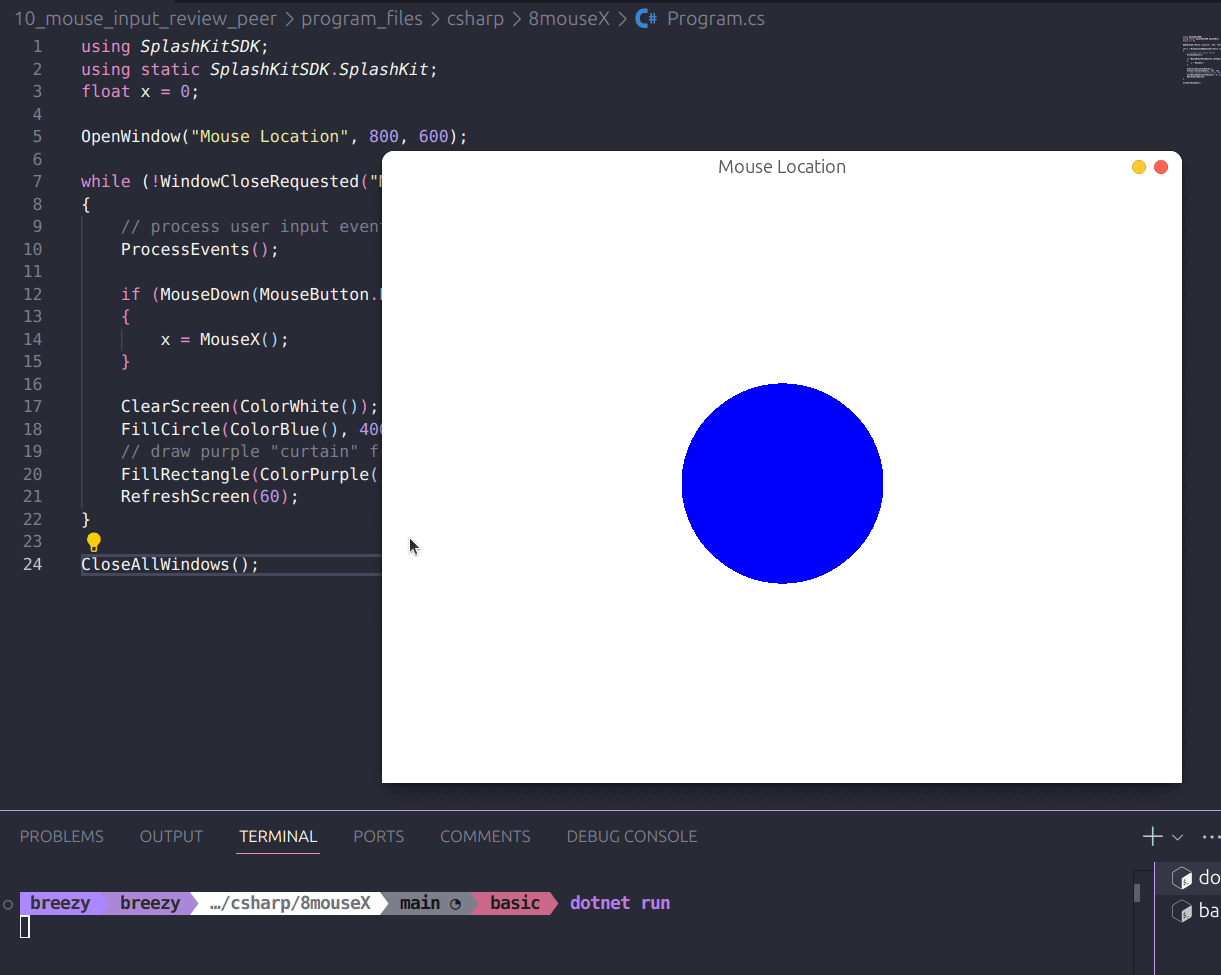 10_mouse_input_review_peer > program_files > csharp > 8mouseX > C# Program.cs
1 using SplashKitSDK;
2 using static SplashKitSDK.SplashKit;
3 float x = 0;
4
5 OpenWindow("Mouse Location", 800, 600);
6
Mouse Location
7 while (!WindowCloseRequested("
8 {
9 // process user input even
10 ProcessEvents();
11
12 if (MouseDown(MouseButton.
13 {
14 x = MouseX();
15 }
16
17 ClearScreen(ColorWhite());
18 FillCircle(ColorBlue(), 400
19 // draw purple "curtain" f
20 FillRectangle(ColorPurple(
21 RefreshScreen(60);
22 }
23
24 CloseAllWindows();
PROBLEMS OUTPUT TERMINAL PORTS COMMENTS DEBUG CONSOLE
do
breezy breezy …/csharp/8mouseX main basic dotnet run
ba